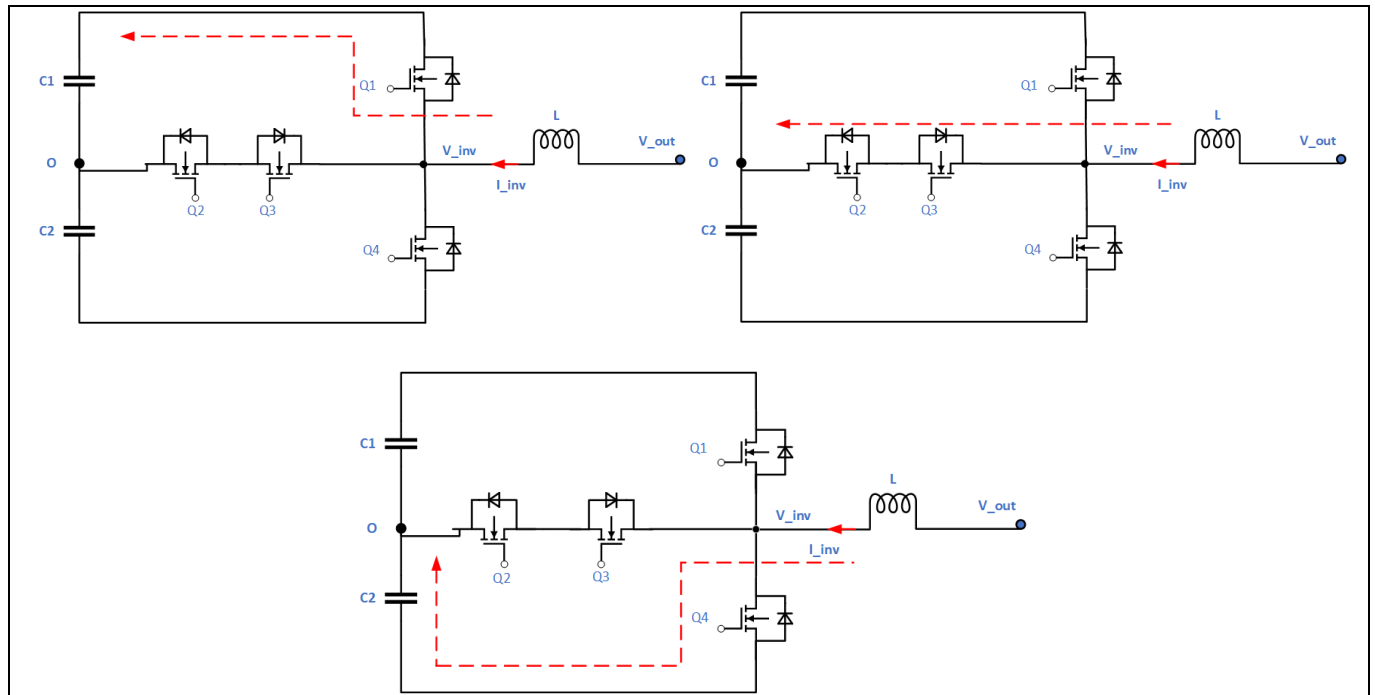 C1
Q1
L
V_out
O
V_inv
I_inv
Q2
Q3
C2
Q4
C1
Q1
L
V_out
O
V_inv
I_inv
Q2
Q3
C2
Q4
C1
Q1
L
V_out
O
V_inv
I_inv
Q2
Q3
C2
Q4